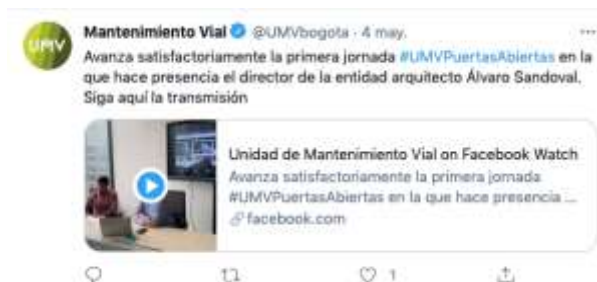 UMV
Mantenimiento Vial @UMVbogota · 4 may.
Avanza satisfactoriamente la primera jornada #UMVPuertasAbiertas en la
que hace presencia el director de la entidad arquitecto Álvaro Sandoval.
Siga aquí la transmisión
Unidad de Mantenimiento Vial on Facebook Watch
Avanza satisfactoriamente la primera jornada
#UMVPuertasAbiertas en la que hace presencia ...
facebook.com
1